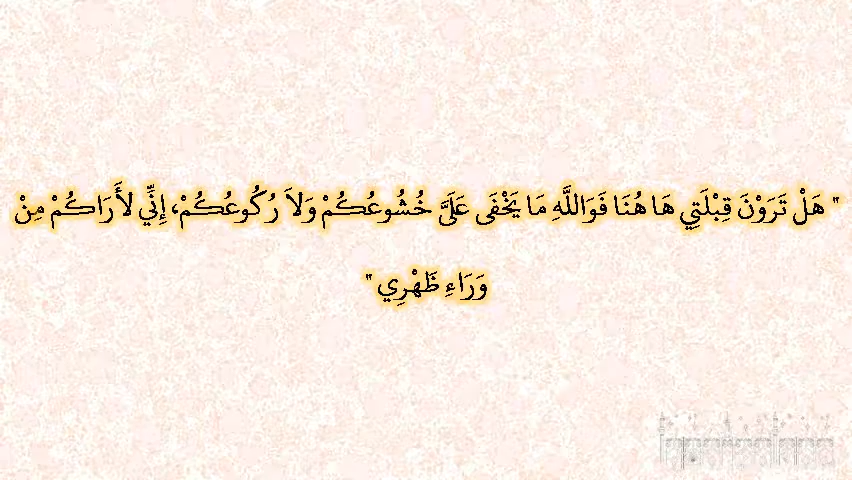 " هَلْ تَرَوْنَ قِبْلَتِي هَا هُنَا فَوَاللَّهِ مَا يَخْفَى عَلَىَّ خُشُوعُكُمْ وَلاَ رُكُوعُكُمْ، إِنِّي لأَرَاكُمْ مِنْ
وَرَاءِ ظَهْرِي "